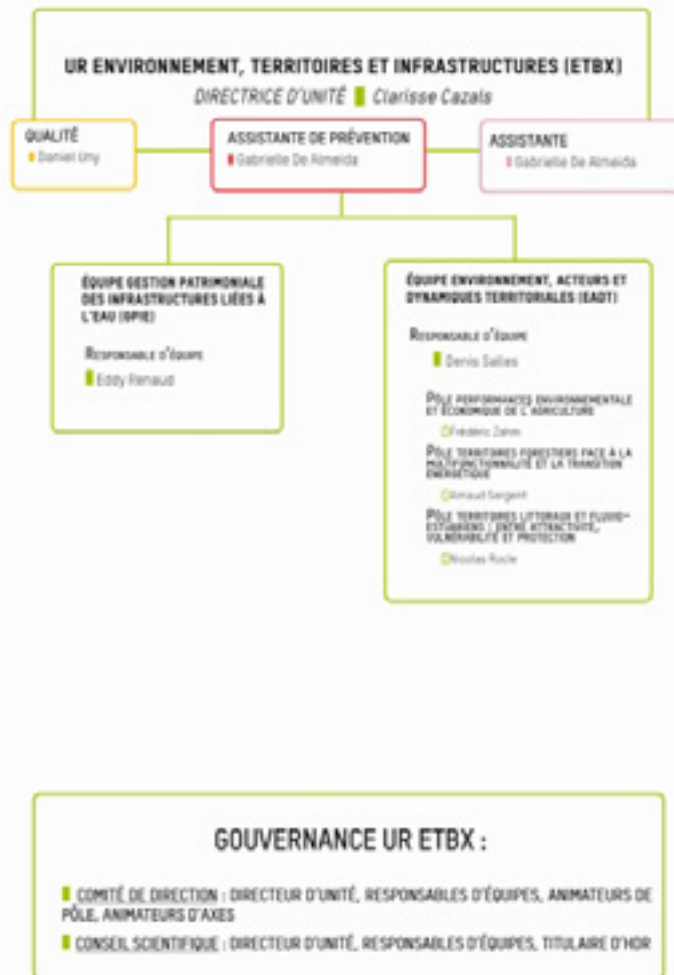 UR ENVIRONNEMENT, TERRITOIRES ET INFRASTRUCTURES (ETBX)
DIRECTRICE D'UNITÉ Clarisse Cazals
QUALITÉ
Daniel Uny
ASSISTANTE DE PRÉVENTION
Gabrielle De Almeida
ASSISTANTE
Gabrielle De Almeida
ÉQUIPE GESTION PATRIMONIALE
DES INFRASTRUCTURES LIÉES À
L'EAU (GPIE)
RESPONSABLE D'ÉQUIPE
Eddy Renaud
ÉQUIPE ENVIRONNEMENT, ACTEURS ET
DYNAMIQUES TERRITORIALES (EADT)
RESPONSABLE D'ÉQUIPE
Denis Salles
PÔLE PERFORMANCES ENVIRONNEMENTALE
ET ÉCONOMIQUE DE L'AGRICULTURE
Frédéric Zahm
PÔLE TERRITOIRES FORESTIERS FACE À LA
MULTIFONCTIONNALITÉ ET LA TRANSITION
ÉNERGÉTIQUE
Arnaud Sergent
PÔLE TERRITOIRES LITTORAUX ET FLUVIO-
ESTUARIENS : ENTRE ATTRACTIVITÉ,
VULNÉRABILITÉ ET PROTECTION
Nicolas Rocle
GOUVERNANCE UR ETBX :
COMITÉ DE DIRECTION : DIRECTEUR D'UNITÉ, RESPONSABLES D'ÉQUIPES, ANIMATEURS DE
PÔLE, ANIMATEURS D'AXES
CONSEIL SCIENTIFIQUE : DIRECTEUR D'UNITÉ, RESPONSABLES D'ÉQUIPES, TITULAIRE D'HDR